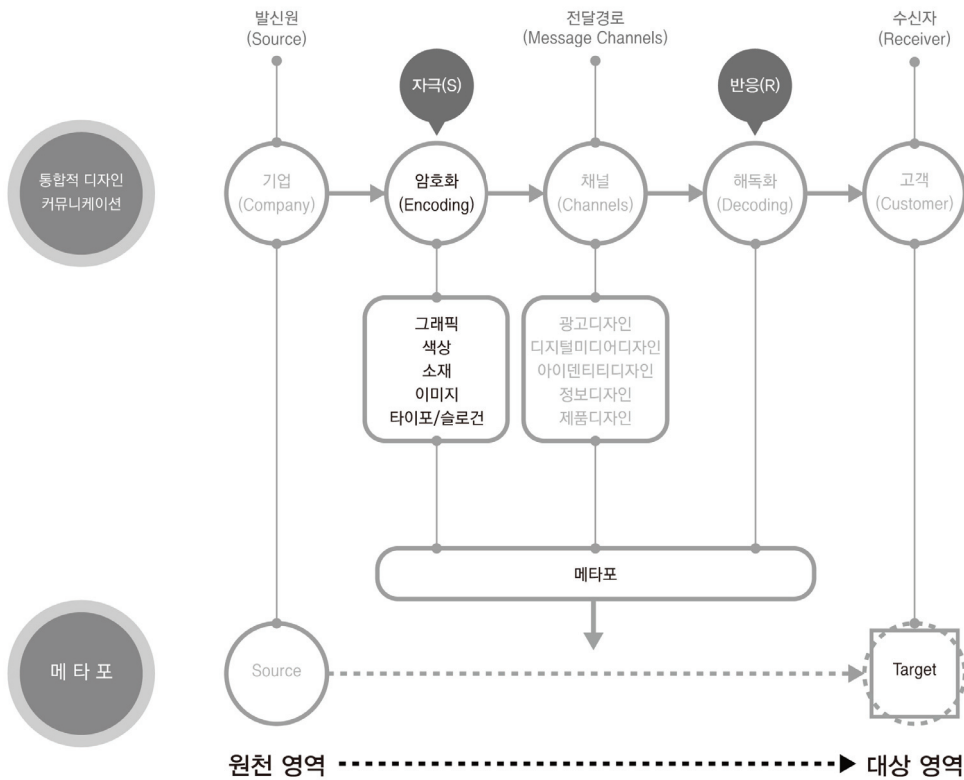 발신원
(Source)
전달경로
(Message Channels)
수신자
(Receiver)
자극(S)
반응(R)
통합적 디자인
커뮤니케이션
기업
(Company)
암호화
(Encoding)
채널
(Channels)
해독화
(Decoding)
고객
(Customer)
그래픽
색상
소재
이미지
타이포/슬로건
광고디자인
디지털미디어디자인
아이덴티티디자인
정보디자인
제품디자인
메타포
메타포
Source
Target
원천 영역
대상 영역